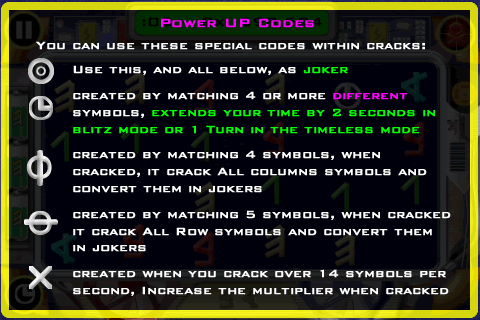 Power UP Codes
You can use these special codes within cracks:
Use this, and all below, as joker
created by matching 4 or more different
symbols, extends your time by 2 seconds in
blitz mode or 1 Turn in the timeless mode
created by matching 4 symbols, when
cracked, it crack All columns symbols and
convert them in jokers
created by matching 5 symbols, when cracked
it crack All Row symbols and convert them
in jokers
created when you crack over 14 symbols per
second, Increase the multiplier when cracked